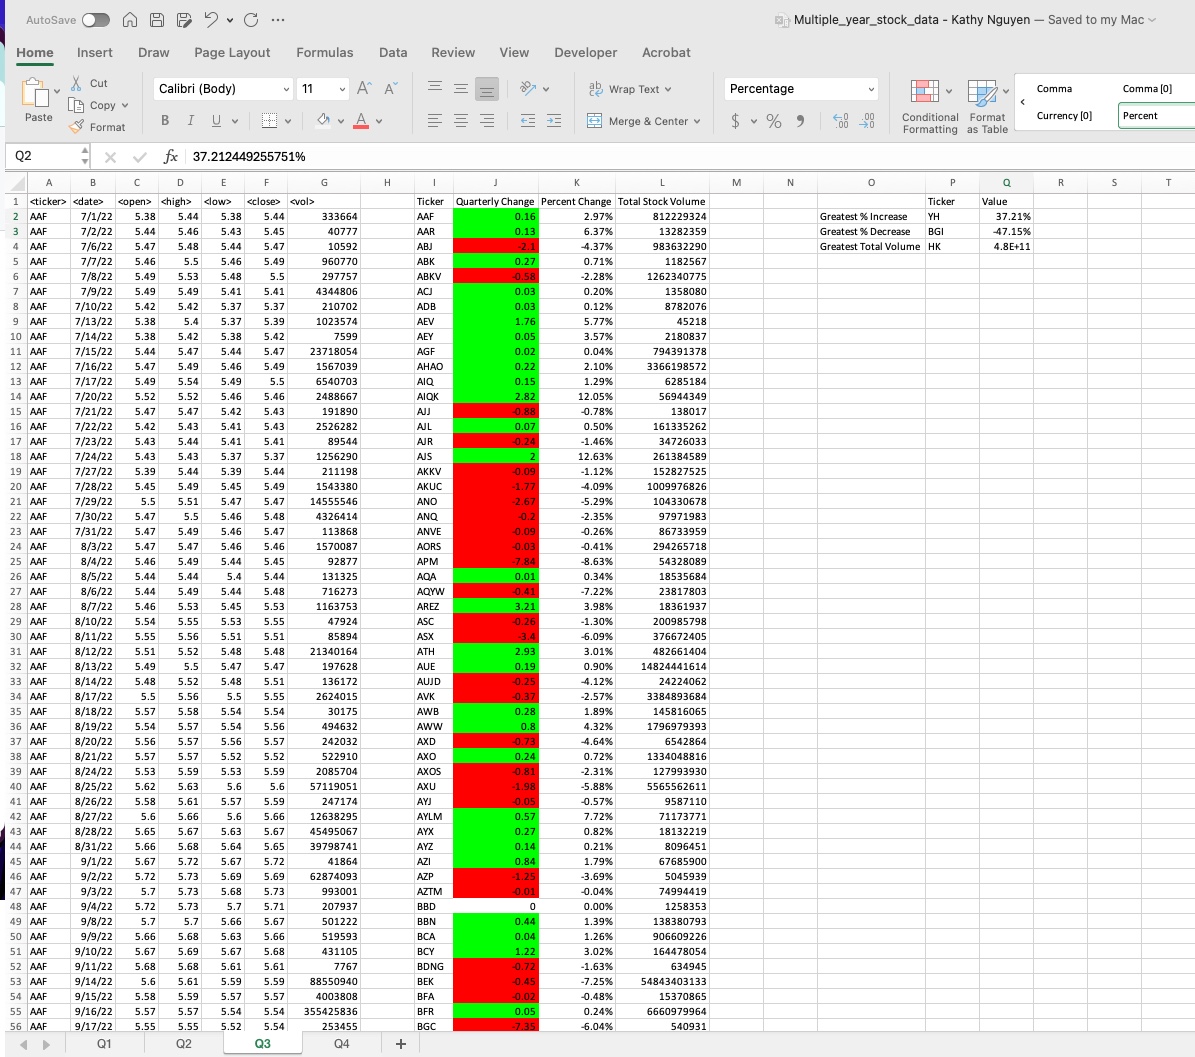 AutoSave Multiple_year_stock_data - Kathy Nguyen — Saved to my Mac
Home Insert Draw Page Layout Formulas Data Review View Developer Acrobat
Paste Cut Copy Format
Calibri (Body) 11 A A
B I U A
Wrap Text
Merge & Center
Percentage
$ % 9
Conditional Formatting
Format as Table
Comma Comma [0]
Currency [0] Percent
Q2 fx 37.212449255751%
A B C D E F G H I J K L M N O P Q R S T
1 <ticker> <date> <open> <high> <low> <close> <vol> Ticker Quarterly Change Percent Change Total Stock Volume Ticker Value
2 AAF 7/1/22 5.38 5.44 5.38 5.44 333664 AAF 0.16 2.97% 812229324 Greatest % Increase YH 37.21%
3 AAF 7/2/22 5.44 5.46 5.43 5.45 40777 AAR 0.13 6.37% 13282359 Greatest % Decrease BGI -47.15%
4 AAF 7/6/22 5.47 5.48 5.44 5.47 10592 ABJ -2.1 -4.37% 983632290 Greatest Total Volume HK 4.8E+11
5 AAF 7/7/22 5.46 5.5 5.46 5.49 960770 ABK 0.27 0.71% 1182567
6 AAF 7/8/22 5.49 5.53 5.48 5.5 297757 ABKV -0.58 -2.28% 1262340775
7 AAF 7/9/22 5.49 5.49 5.41 5.41 4344806 ACJ 0.03 0.20% 1358080
8 AAF 7/10/22 5.42 5.42 5.37 5.37 210702 ADB 0.03 0.12% 8782076
9 AAF 7/13/22 5.38 5.4 5.37 5.39 1023574 AEV 1.76 5.77% 45218
10 AAF 7/14/22 5.38 5.42 5.38 5.42 7599 AEY 0.05 3.57% 2180837
11 AAF 7/15/22 5.44 5.47 5.44 5.47 23718054 AGF 0.02 0.04% 794391378
12 AAF 7/16/22 5.47 5.49 5.46 5.49 1567039 AHAO 0.22 2.10% 3366198572
13 AAF 7/17/22 5.49 5.54 5.49 5.5 6540703 AIQ 0.15 1.29% 6285184
14 AAF 7/20/22 5.52 5.52 5.46 5.46 2488667 AIQK 2.82 12.05% 56944349
15 AAF 7/21/22 5.47 5.47 5.42 5.43 191890 AJJ -0.88 -0.78% 138017
16 AAF 7/22/22 5.42 5.43 5.41 5.43 2526282 AJL 0.07 0.50% 161335262
17 AAF 7/23/22 5.43 5.44 5.41 5.41 89544 AJR -0.24 -1.46% 34726033
18 AAF 7/24/22 5.43 5.43 5.37 5.37 1256290 AJS 2 12.63% 261384589
19 AAF 7/27/22 5.39 5.44 5.39 5.44 211198 AKKV -0.09 -1.12% 152827525
20 AAF 7/28/22 5.45 5.49 5.45 5.49 1543380 AKUC -1.77 -4.09% 1009976826
21 AAF 7/29/22 5.5 5.51 5.47 5.47 14555546 ANO -2.67 -5.29% 104330678
22 AAF 7/30/22 5.47 5.5 5.46 5.48 4326414 ANQ -0.2 -2.35% 97971983
23 AAF 7/31/22 5.47 5.49 5.46 5.47 113868 ANVE -0.09 -0.26% 86733959
24 AAF 8/3/22 5.47 5.47 5.46 5.46 1570087 AORS -0.03 -0.41% 294265718
25 AAF 8/4/22 5.46 5.49 5.44 5.45 92877 APM -7.84 -8.63% 54328089
26 AAF 8/5/22 5.44 5.44 5.4 5.44 131325 AQA 0.01 0.34% 18535684
27 AAF 8/6/22 5.44 5.49 5.44 5.48 716273 AQYW -0.41 -7.22% 23817803
28 AAF 8/7/22 5.46 5.53 5.45 5.53 1163753 AREZ 3.21 3.98% 18361937
29 AAF 8/10/22 5.54 5.55 5.53 5.55 47924 ASC -0.26 -1.30% 200985798
30 AAF 8/11/22 5.55 5.56 5.51 5.51 85894 ASX -3.4 -6.09% 376672405
31 AAF 8/12/22 5.51 5.52 5.48 5.48 21340164 ATH 2.93 3.01% 482661404
32 AAF 8/13/22 5.49 5.5 5.47 5.47 197628 AUE 0.19 0.90% 14824441614
33 AAF 8/14/22 5.48 5.52 5.48 5.51 136172 AUJD -0.25 -4.12% 24224062
34 AAF 8/17/22 5.5 5.56 5.5 5.55 2624015 AVK -0.37 -2.57% 3384893684
35 AAF 8/18/22 5.57 5.58 5.54 5.54 30175 AWB 0.28 1.89% 145816065
36 AAF 8/19/22 5.54 5.57 5.54 5.56 494632 AWW 0.8 4.32% 1796979393
37 AAF 8/20/22 5.56 5.57 5.56 5.57 242032 AXD -0.73 -4.64% 6542864
38 AAF 8/21/22 5.57 5.57 5.52 5.52 522910 AXO 0.24 0.72% 1334048816
39 AAF 8/24/22 5.53 5.59 5.53 5.59 2085704 AXOS -0.81 -2.31% 127993930
40 AAF 8/25/22 5.62 5.63 5.6 5.6 57119051 AXU -1.98 -5.88% 5565562611
41 AAF 8/26/22 5.58 5.61 5.57 5.59 247174 AYJ -0.05 -0.57% 9587110
42 AAF 8/27/22 5.6 5.66 5.6 5.66 12638295 AYLM 0.57 7.72% 71173771
43 AAF 8/28/22 5.65 5.67 5.63 5.67 45495067 AYX 0.27 0.82% 18132219
44 AAF 8/31/22 5.66 5.68 5.64 5.65 39798741 AYZ 0.14 0.21% 8096451
45 AAF 9/1/22 5.67 5.72 5.67 5.72 41864 AZI 0.84 1.79% 67685900
46 AAF 9/2/22 5.72 5.73 5.69 5.69 62874093 AZP -1.25 -3.69% 5045939
47 AAF 9/3/22 5.7 5.73 5.68 5.73 993001 AZTM -0.01 -0.04% 74994419
48 AAF 9/4/22 5.72 5.73 5.7 5.71 207937 BBD 0 0.00% 1258353
49 AAF 9/8/22 5.7 5.7 5.66 5.67 501222 BBN 0.44 1.39% 138380793
50 AAF 9/9/22 5.66 5.68 5.63 5.66 519593 BCA 0.04 1.26% 906609226
51 AAF 9/10/22 5.67 5.69 5.67 5.68 431105 BCY 1.22 3.02% 164478054
52 AAF 9/11/22 5.68 5.68 5.61 5.61 7767 BDNG -0.72 -1.63% 634945
53 AAF 9/14/22 5.6 5.61 5.59 5.59 88550940 BEK -0.45 -7.25% 54843403133
54 AAF 9/15/22 5.58 5.59 5.57 5.57 4003808 BFA -0.02 -0.48% 15370865
55 AAF 9/16/22 5.57 5.57 5.54 5.54 355425836 BFR 0.05 0.24% 6660979964
56 AAF 9/17/22 5.55 5.55 5.52 5.54 253455 BGC -7.35 -6.04% 540931
Q1 Q2 Q3 Q4 +